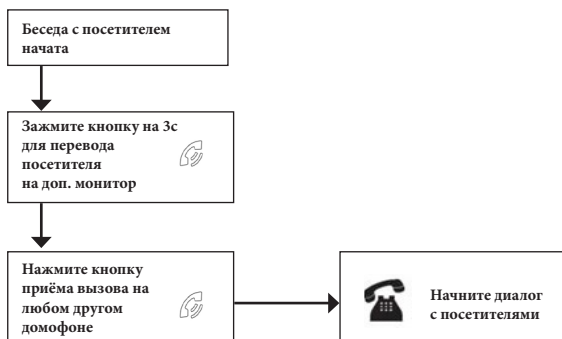 Беседа с посетителем
начата
Зажмите кнопку на 3с
для перевода
посетителя
на доп. монитор
Нажмите кнопку
приёма вызова на
любом другом
домофоне
Начните диалог
с посетителями